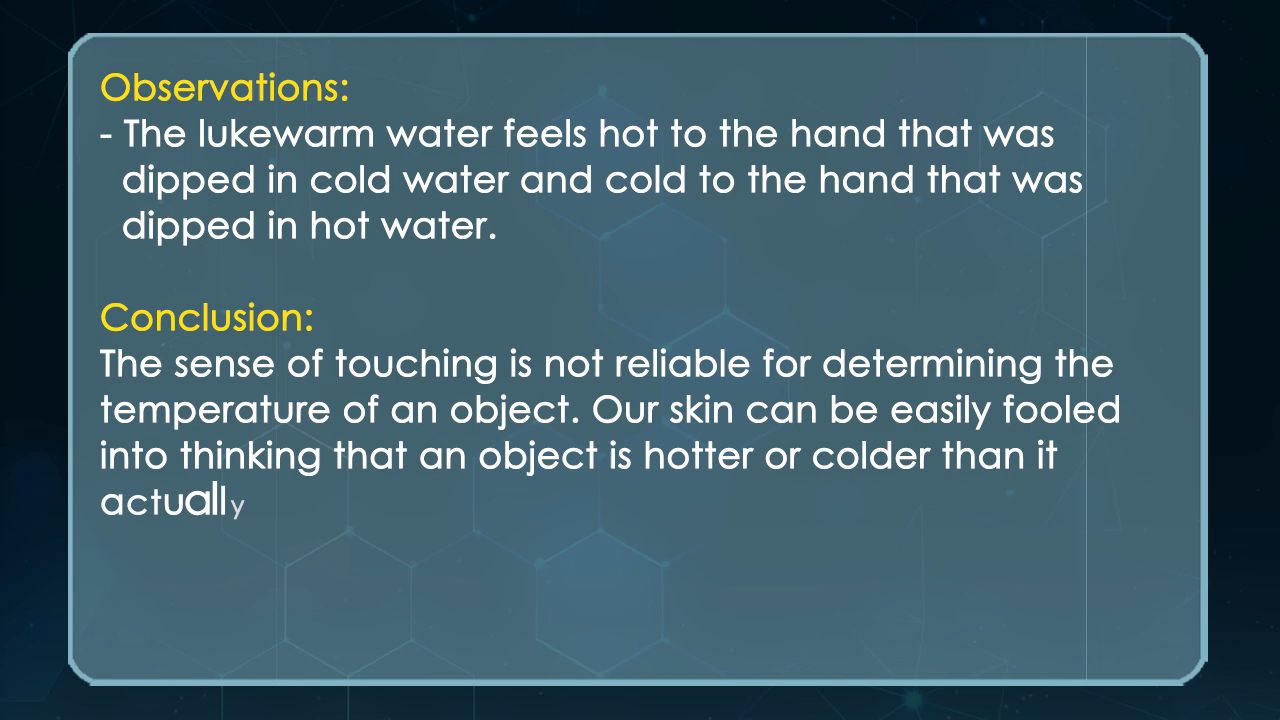 Observations:
- The lukewarm water feels hot to the hand that was
dipped in cold water and cold to the hand that was
dipped in hot water.
Conclusion:
The sense of touching is not reliable for determining the
temperature of an object. Our skin can be easily fooled
into thinking that an object is hotter or colder than it
actually